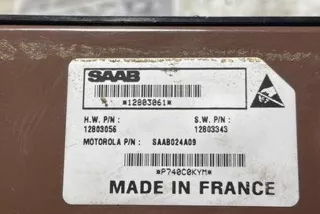 SAAB
*12803061*
H.W. P/N : S.W. P/N :
12803056 12803343
MOTOROLA P/N : SAAB024A09
*P740C0KYM*
MADE IN FRANCE